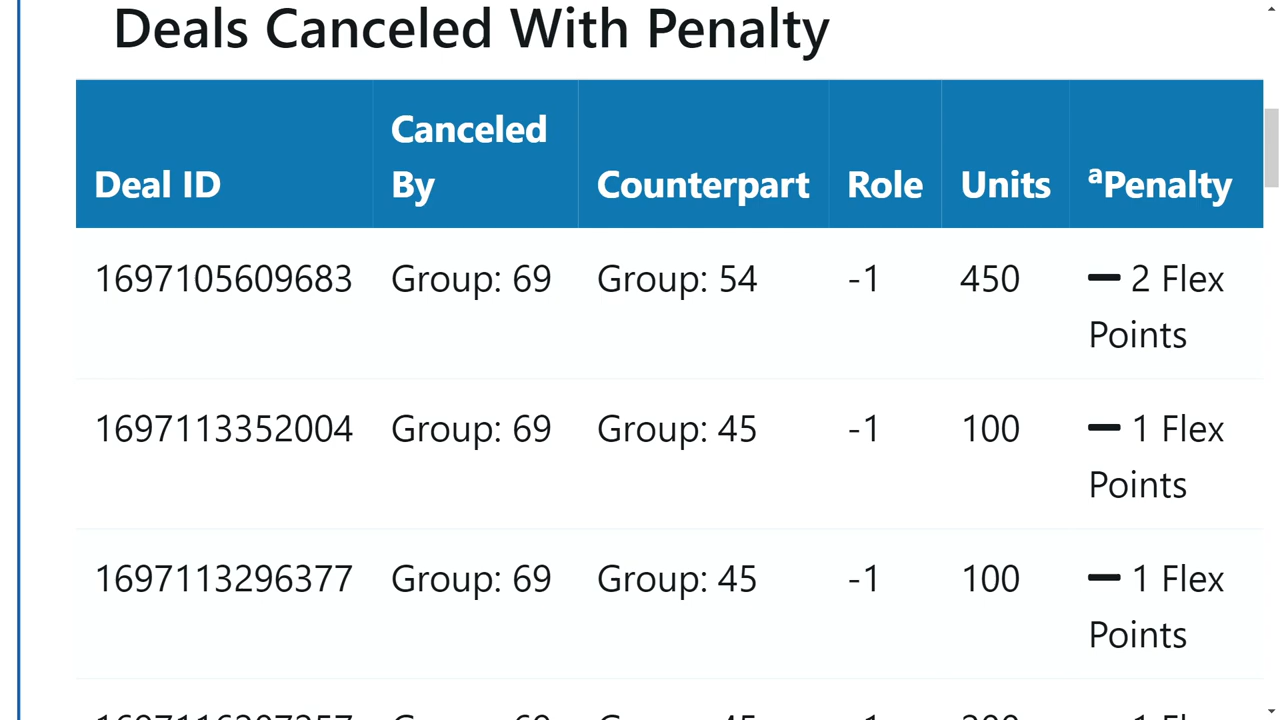 Deals Canceled With Penalty
Canceled
Deal ID By Counterpart Role Units ᵃPenalty
1697105609683 Group: 69 Group: 54 -1 450 — 2 Flex
Points
1697113352004 Group: 69 Group: 45 -1 100 — 1 Flex
Points
1697113296377 Group: 69 Group: 45 -1 100 — 1 Flex
Points